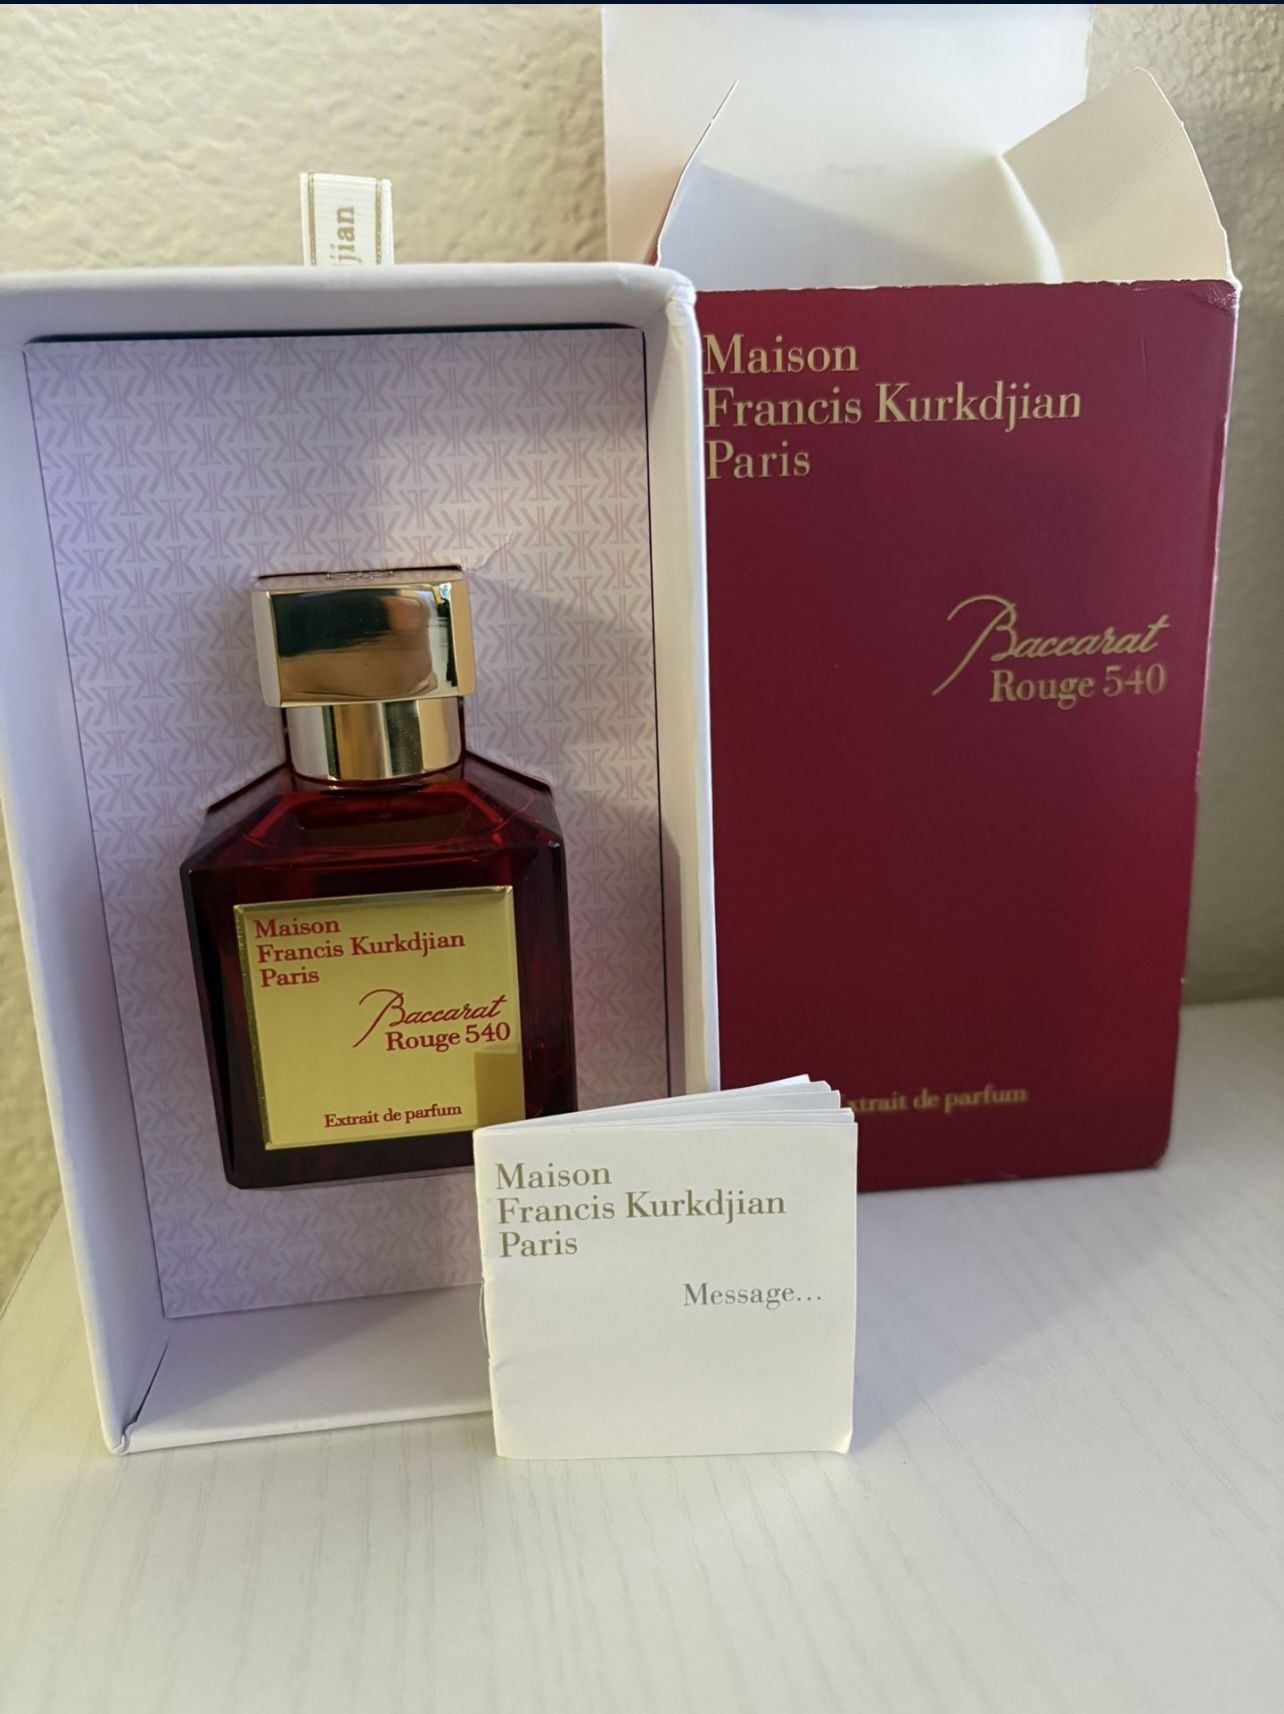 jian
Maison
Francis Kurkdjian
Paris
Baccarat
Rouge 540
xtrait de parfum
Maison
Francis Kurkdjian
Paris
Baccarat
Rouge 540
Extrait de parfum
Maison
Francis Kurkdjian
Paris
Message...